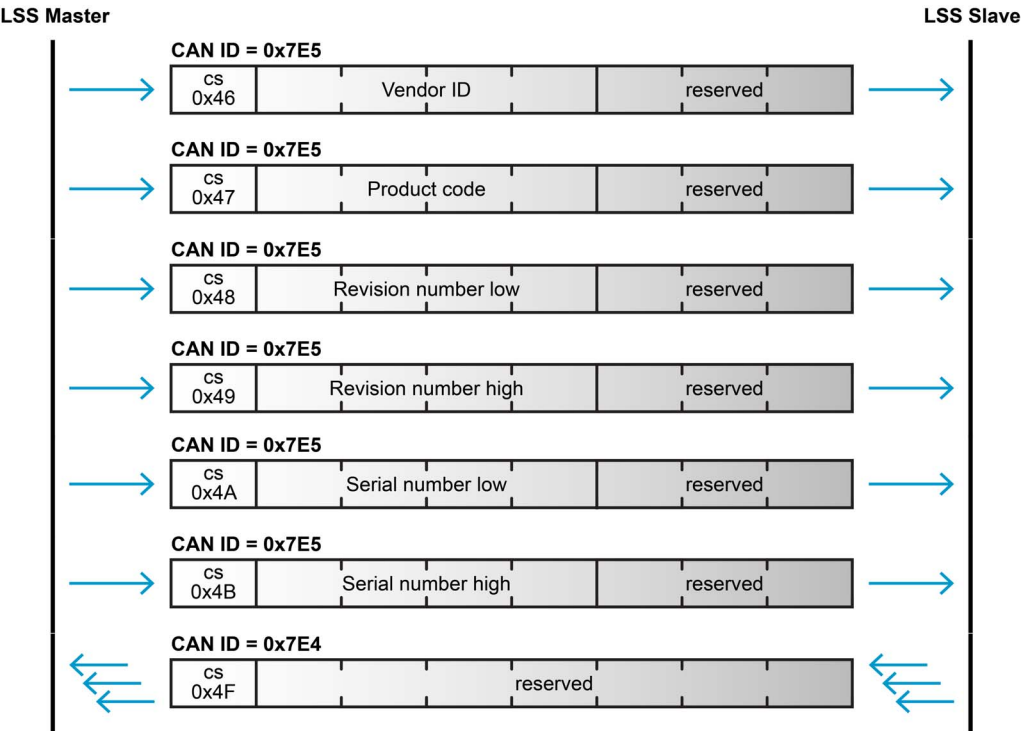 LSS Master
LSS Slave
CAN ID = 0x7E5
cs
0x46
Vendor ID
reserved
CAN ID = 0x7E5
cs
0x47
Product code
reserved
CAN ID = 0x7E5
cs
0x48
Revision number low
reserved
CAN ID = 0x7E5
cs
0x49
Revision number high
reserved
CAN ID = 0x7E5
cs
0x4A
Serial number low
reserved
CAN ID = 0x7E5
cs
0x4B
Serial number high
reserved
CAN ID = 0x7E4
cs
0x4F
reserved